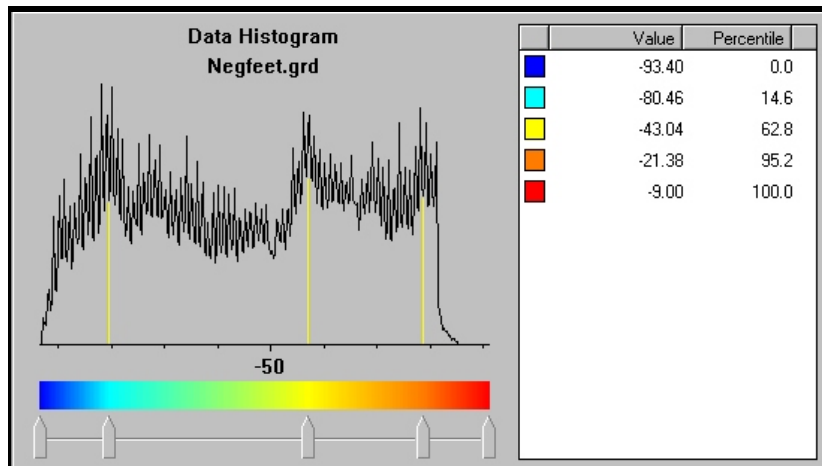 Data Histogram
Negfeet.grd
-50
Value Percentile
-93.40 0.0
-80.46 14.6
-43.04 62.8
-21.38 95.2
-9.00 100.0